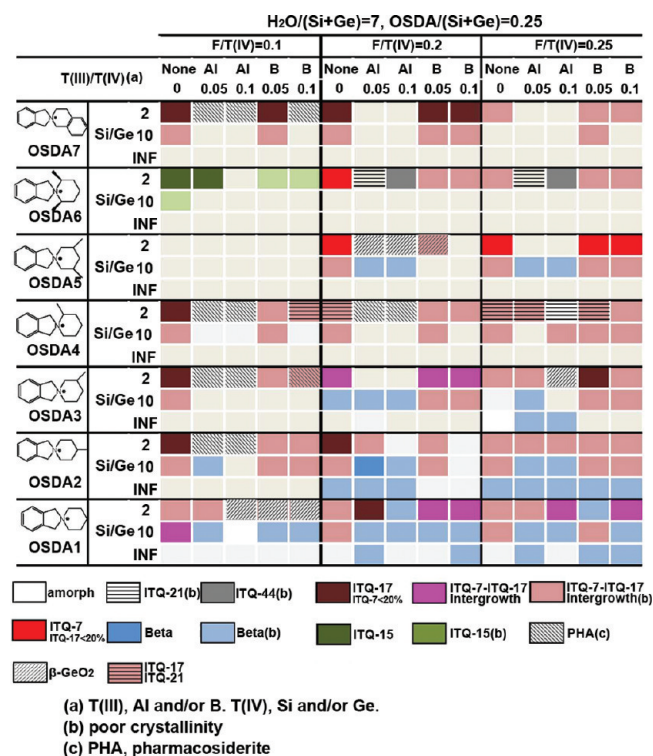 H2O/(Si+Ge)=7, OSDA/(Si+Ge)=0.25
F/T(IV)=0.1 F/T(IV)=0.2 F/T(IV)=0.25
T(III)/T(IV)(a) None Al Al B B None Al Al B B None Al Al B B
0 0.05 0.1 0.05 0.1 0 0.05 0.1 0.05 0.1 0 0.05 0.1 0.05 0.1
2
Si/Ge 10
OSDA7
INF
2
Si/Ge 10
OSDA6
INF
2
Si/Ge 10
OSDA5
INF
2
Si/Ge 10
OSDA4
INF
2
Si/Ge 10
OSDA3
INF
2
Si/Ge 10
OSDA2
INF
2
Si/Ge 10
OSDA1
INF
amorph ITQ-21(b) ITQ-44(b) ITQ-17 ITQ-7<20% ITQ-7-ITQ-17 Intergrowth ITQ-7-ITQ-17 Intergrowth(b)
ITQ-7 ITQ-17<20% Beta Beta(b) ITQ-15 ITQ-15(b) PHA(c)
β-GeO2 ITQ-17 ITQ-21
(a) T(III), Al and/or B. T(IV), Si and/or Ge.
(b) poor crystallinity
(c) PHA, pharmacosiderite